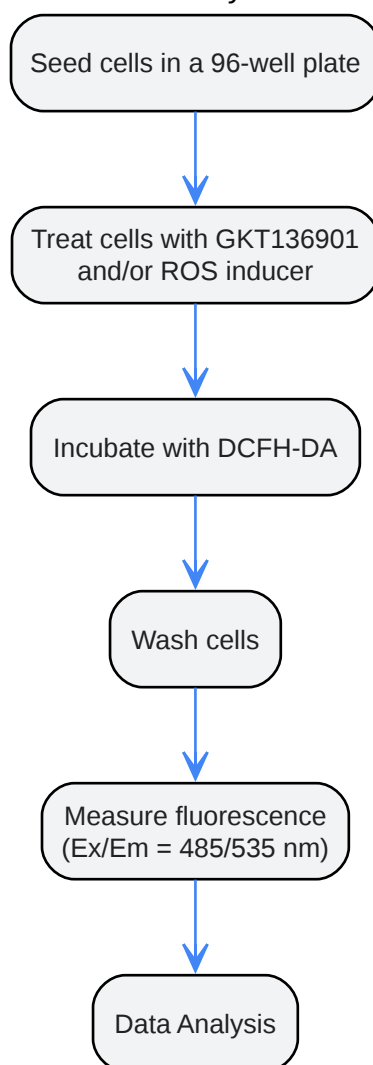 Seed cells in a 96-well plate
Treat cells with GKT136901
and/or ROS inducer
Incubate with DCFH-DA
Wash cells
Measure fluorescence
(Ex/Em = 485/535 nm)
Data Analysis